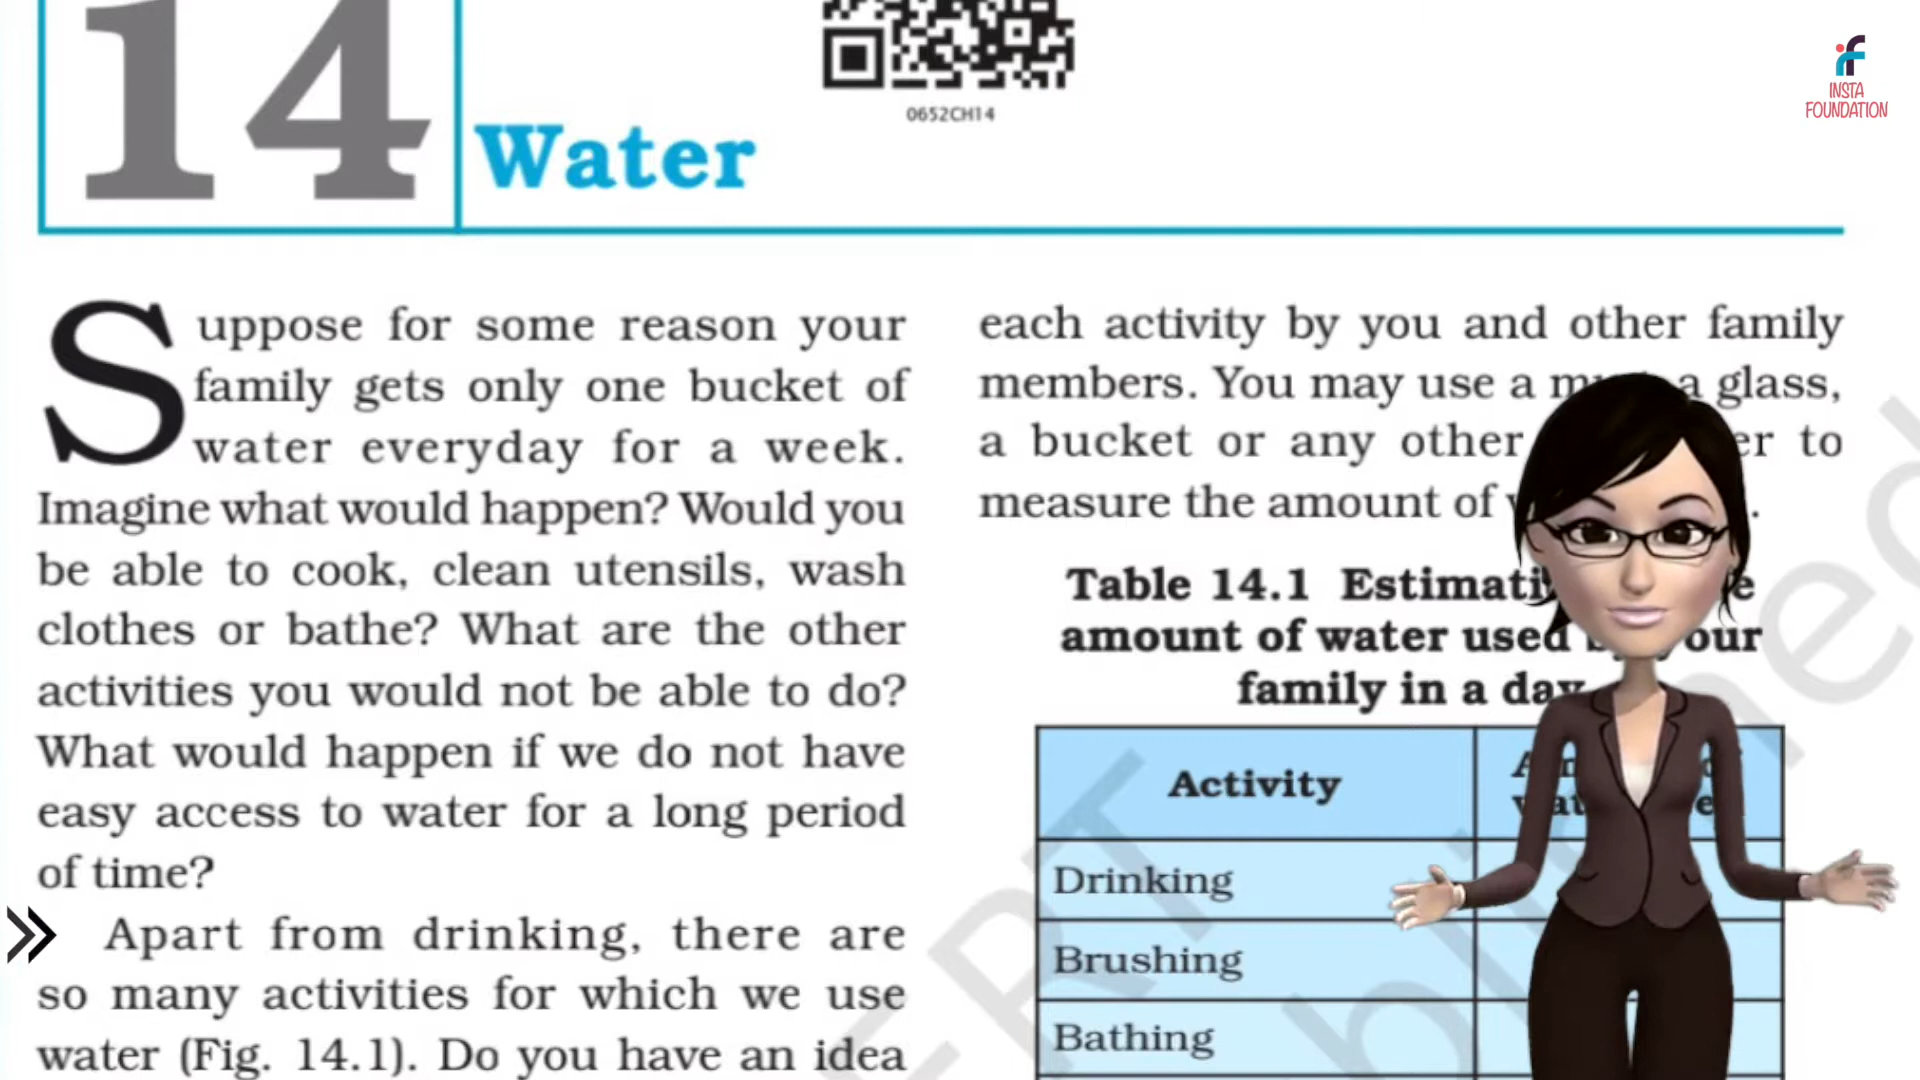 14
Water
0652CH14
INSTA
FOUNDATION
Suppose for some reason your
family gets only one bucket of
water everyday for a week.
Imagine what would happen? Would you
be able to cook, clean utensils, wash
clothes or bathe? What are the other
activities you would not be able to do?
What would happen if we do not have
easy access to water for a long period
of time?
Apart from drinking, there are
so many activities for which we use
water (Fig. 14.1). Do you have an idea
each activity by you and other family
members. You may use a a glass,
a bucket or any other to
measure the amount of
Table 14.1
amount of water used
family in a day
Activity
Drinking
Brushing
Bathing